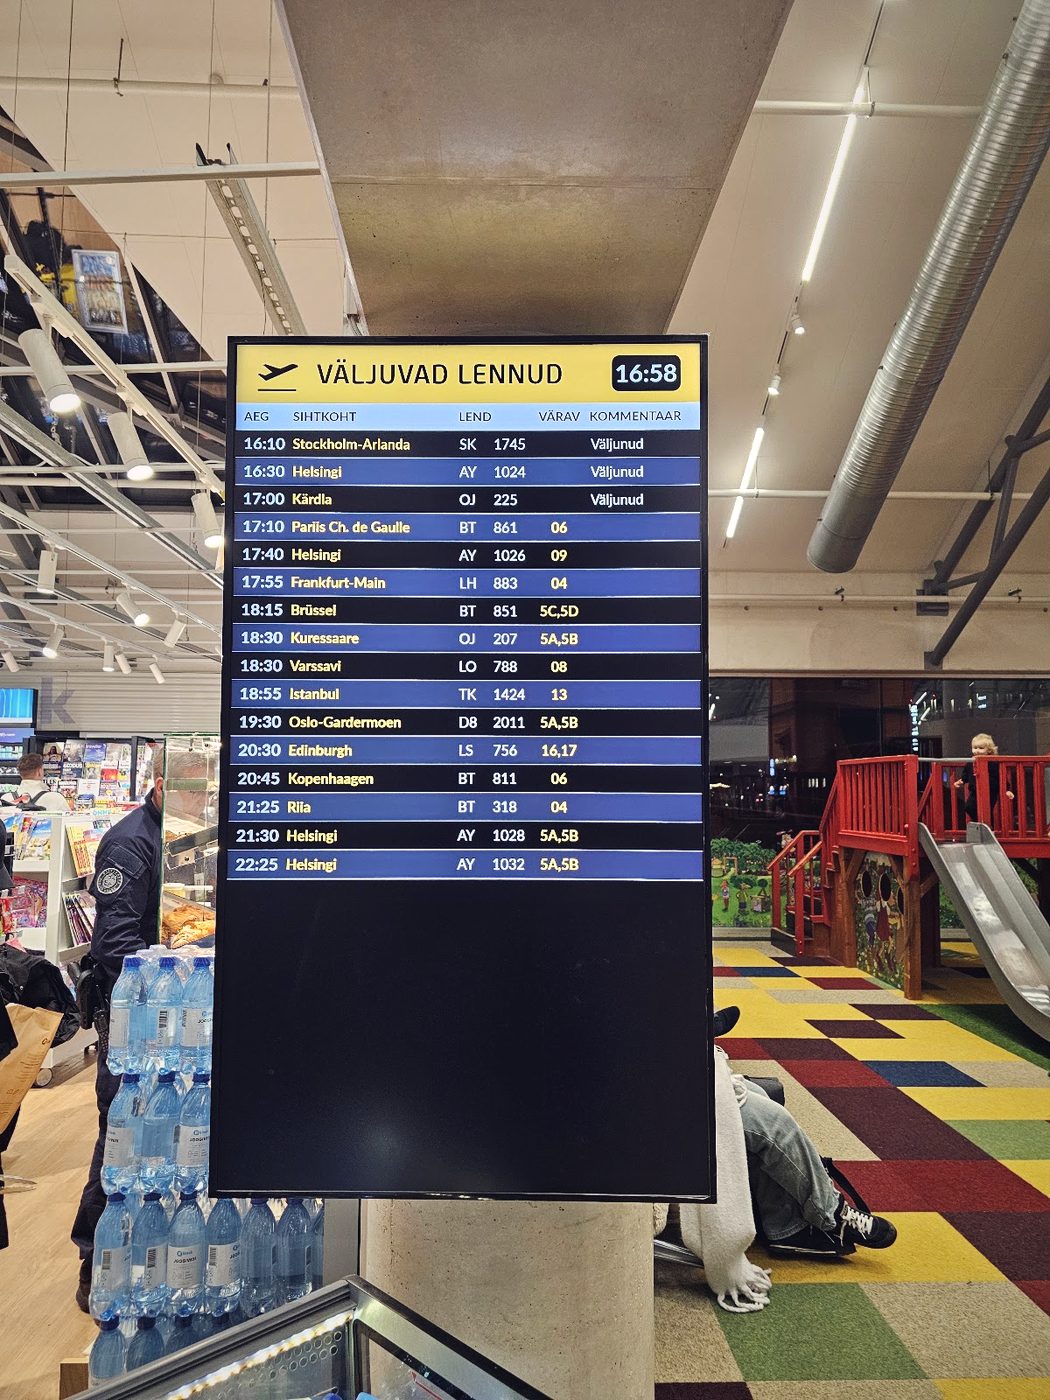 VÄLJUVAD LENNUD 16:58
AEG SIHTKOHT LEND VÄRAV KOMMENTAAR
16:10 Stockholm-Arlanda SK 1745 Väljunud
16:30 Helsingi AY 1024 Väljunud
17:00 Kärdla OJ 225 Väljunud
17:10 Pariis Ch. de Gaulle BT 861 06
17:40 Helsingi AY 1026 09
17:55 Frankfurt-Main LH 883 04
18:15 Brüssel BT 851 5C,5D
18:30 Kuressaare OJ 207 5A,5B
18:30 Varssavi LO 788 08
18:55 Istanbul TK 1424 13
19:30 Oslo-Gardermoen D8 2011 5A,5B
20:30 Edinburgh LS 756 16,17
20:45 Kopenhaagen BT 811 06
21:25 Riia BT 318 04
21:30 Helsingi AY 1028 5A,5B
22:25 Helsingi AY 1032 5A,5B
k